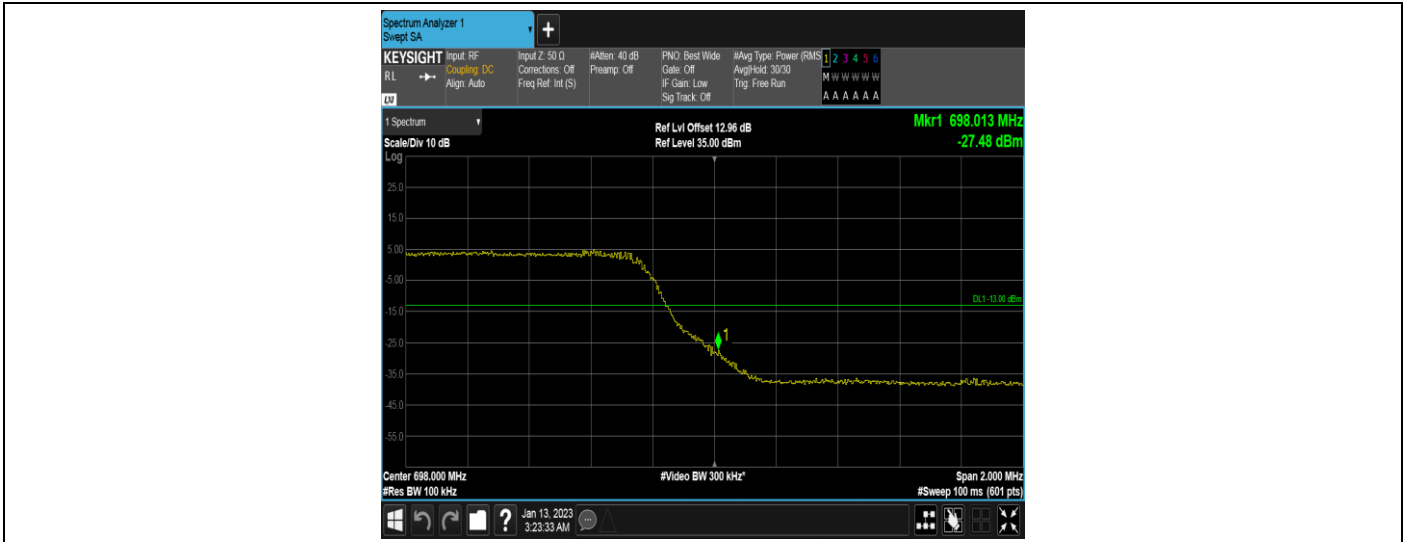 Spectrum Analyzer 1
Swept SA
+
KEYSIGHT
RL
LXI
Input: RF
Coupling: DC
Align: Auto
Input Z: 50 Ω
Corrections: Off
Freq Ref: Int (S)
#Atten: 40 dB
Preamp: Off
PNO: Best Wide
Gate: Off
IF Gain: Low
Sig Track: Off
#Avg Type: Power (RMS
Avg|Hold: 30/30
Trig: Free Run
1 2 3 4 5 6
M W W W W W
A A A A A A
1 Spectrum
Scale/Div 10 dB
Ref Lvl Offset 12.96 dB
Ref Level 35.00 dBm
Mkr1 698.013 MHz
-27.48 dBm
Log
25.0
15.0
5.00
-5.00
DL1 -13.00 dBm
-15.0
1
-25.0
-35.0
-45.0
-55.0
Center 698.000 MHz
#Video BW 300 kHz*
Span 2.000 MHz
#Res BW 100 kHz
#Sweep 100 ms (601 pts)
?
Jan 13, 2023
3:23:33 AM